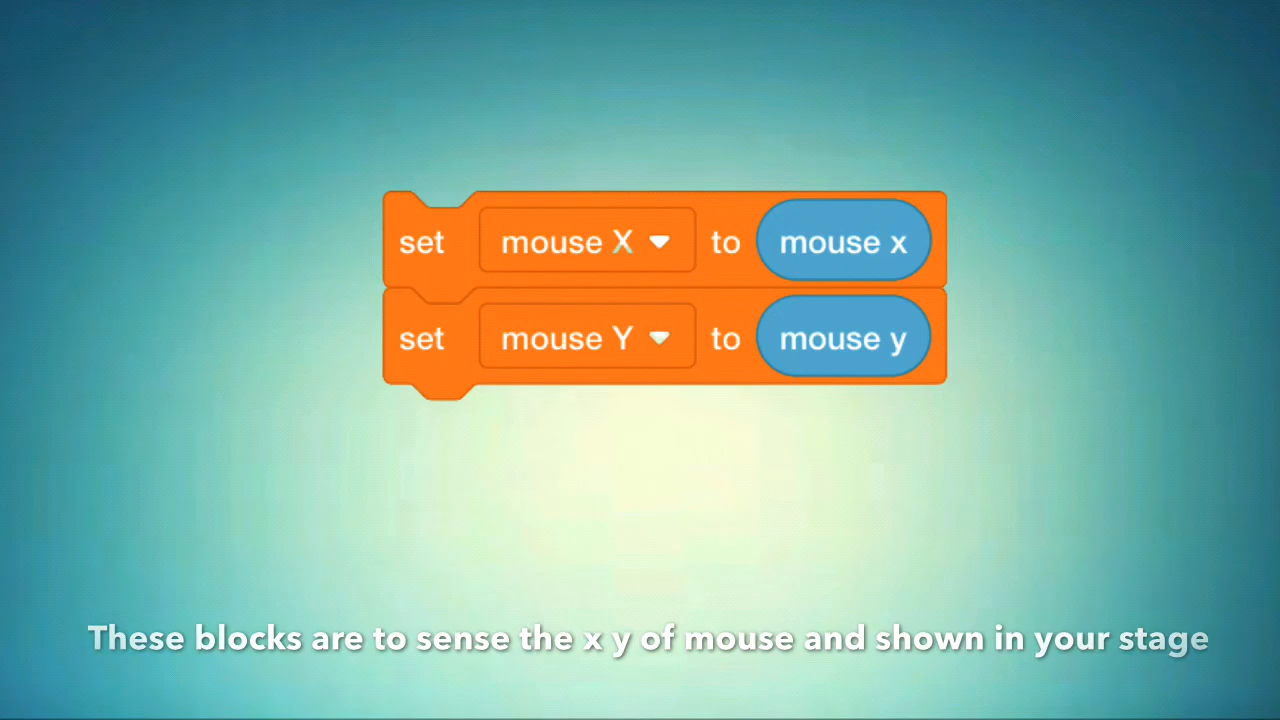 set mouse X to mouse x
set mouse Y to mouse y
These blocks are to sense the x y of mouse and shown in your stage